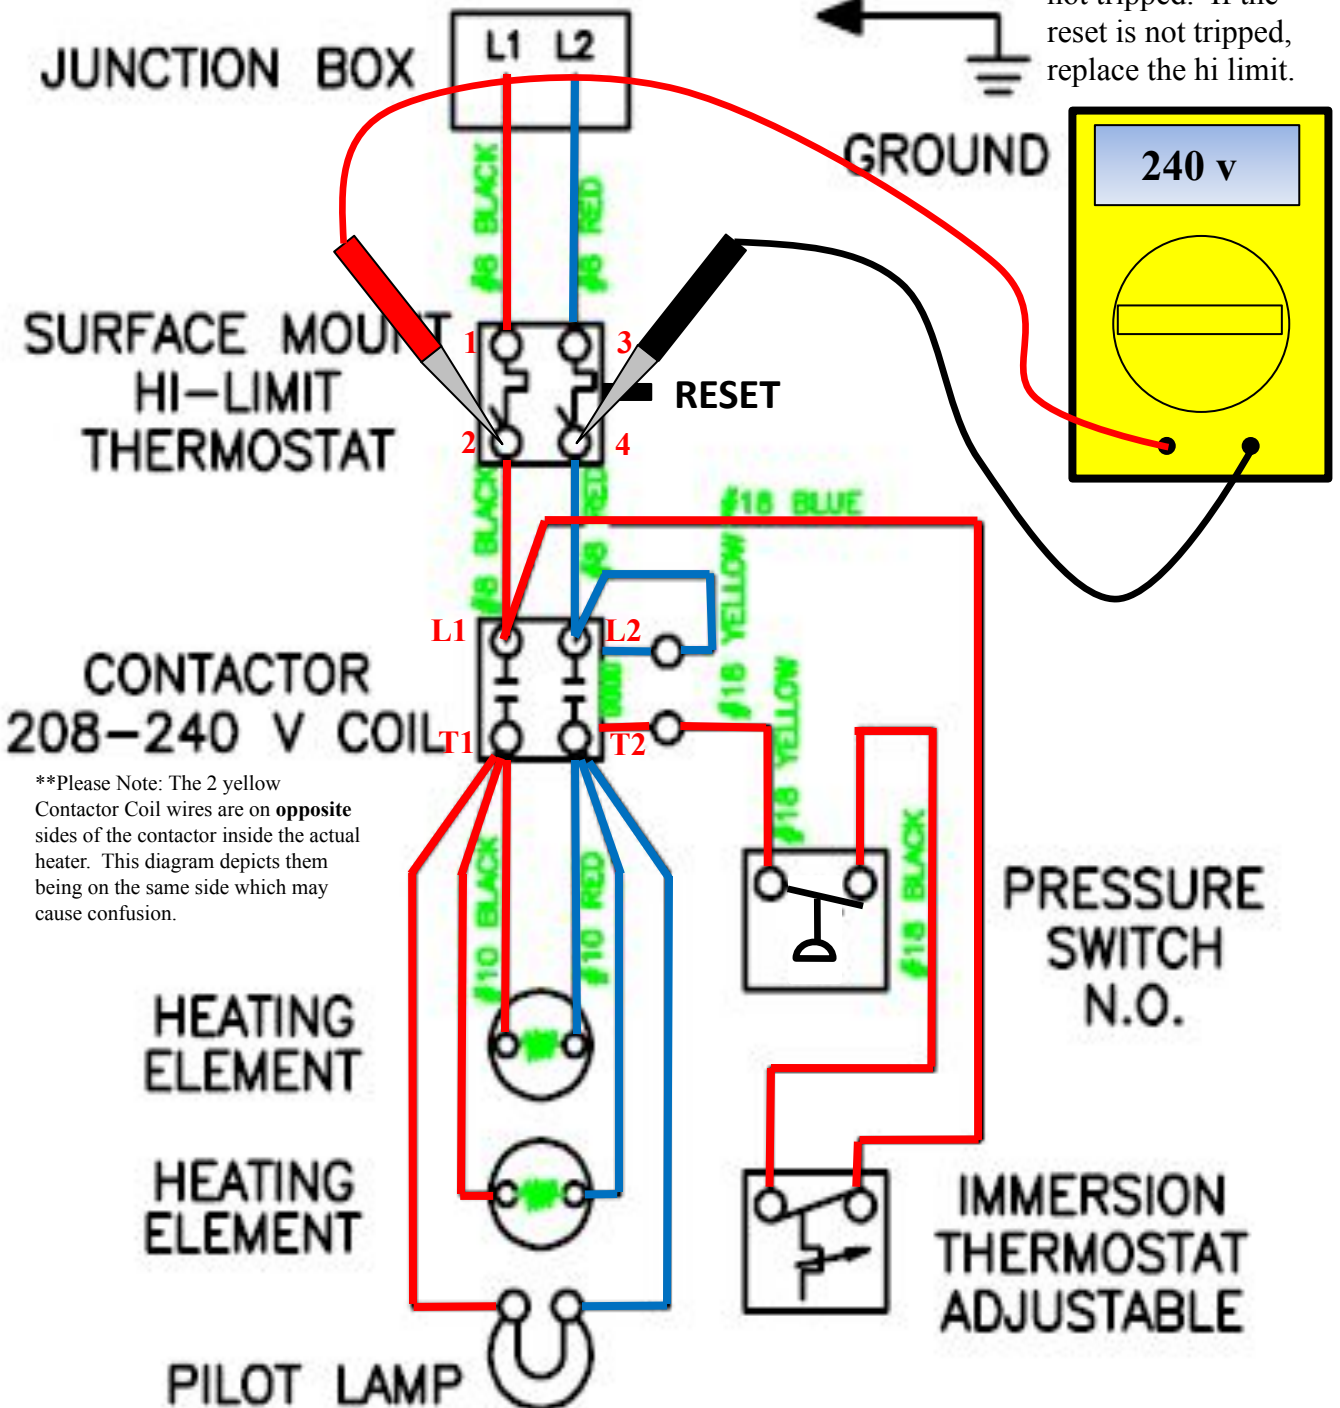 not tripped. If the
reset is not tripped,
replace the hi limit.
JUNCTION BOX
L1 L2
GROUND
240 v
#8 BLACK
#8 RED
SURFACE MOUNT
HI-LIMIT
THERMOSTAT
1
3
2
4
RESET
#8 BLACK
#8 RED
#18 BLUE
#18 YELLOW
L1
L2
CONTACTOR
208-240 V COIL
T1
T2
#18 YELLOW
**Please Note: The 2 yellow
Contactor Coil wires are on opposite
sides of the contactor inside the actual
heater. This diagram depicts them
being on the same side which may
cause confusion.
#10 BLACK
#10 RED
#18 BLACK
PRESSURE
SWITCH
N.O.
HEATING
ELEMENT
HEATING
ELEMENT
IMMERSION
THERMOSTAT
ADJUSTABLE
PILOT LAMP